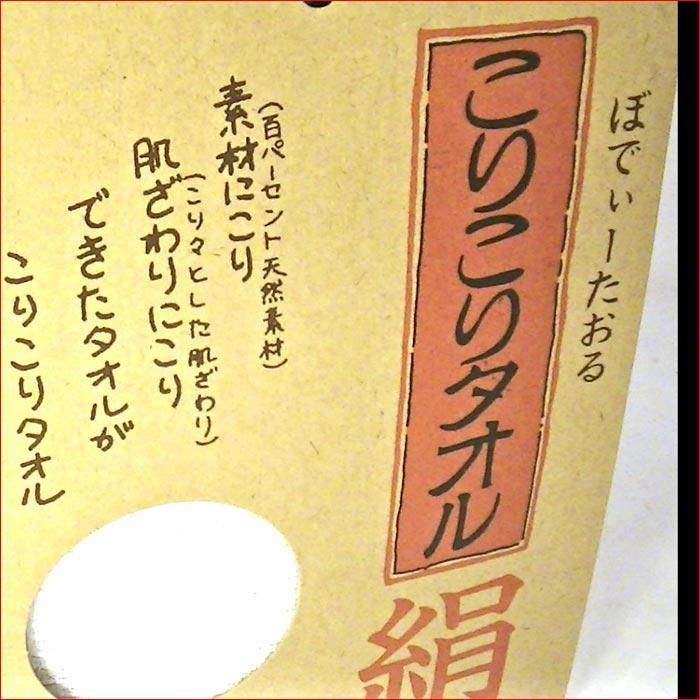 ぼでぃーたおる
こりこりタオル
絹
(百パーセント天然素材)
素材にこり
(こり々とした肌ざわり)
肌ざわりにこり
できたタオルが
こりこりタオル